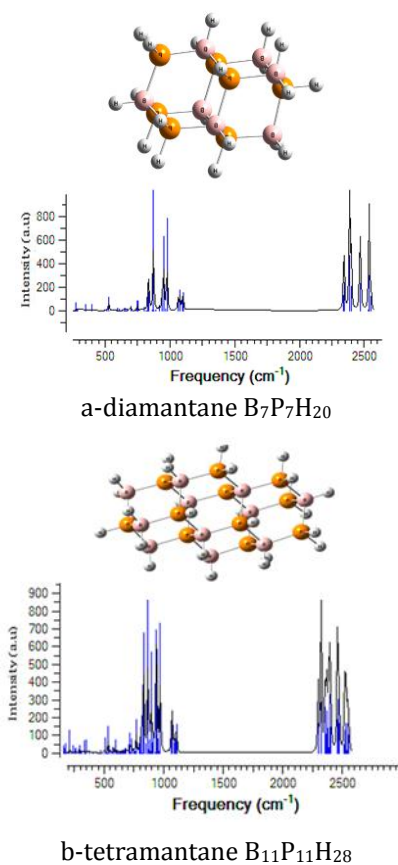 Intensity (a.u)
800
600
400
200
0
500 1000 1500 2000 2500
Frequency (cm⁻¹)
a-diamantane B₇P₇H₂₀
Intensity (a.u)
900
800
700
600
500
400
300
200
100
0
500 1000 1500 2000 2500
Frequency (cm⁻¹)
b-tetramantane B₁₁P₁₁H₂₈